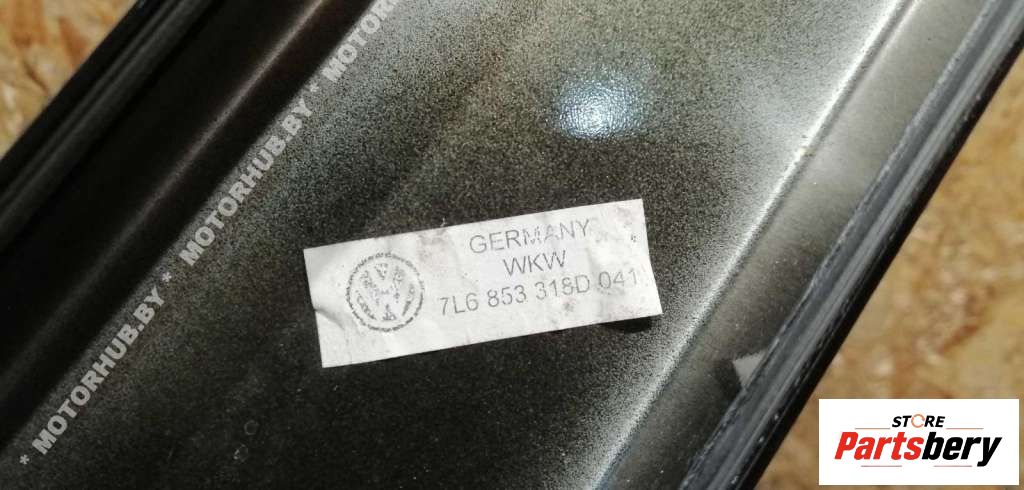 * MOTORHUB.BY * MOTORHUB.BY * MOTOR
GERMANY
WKW
7L6 853 318D 041
STORE
Partsbery